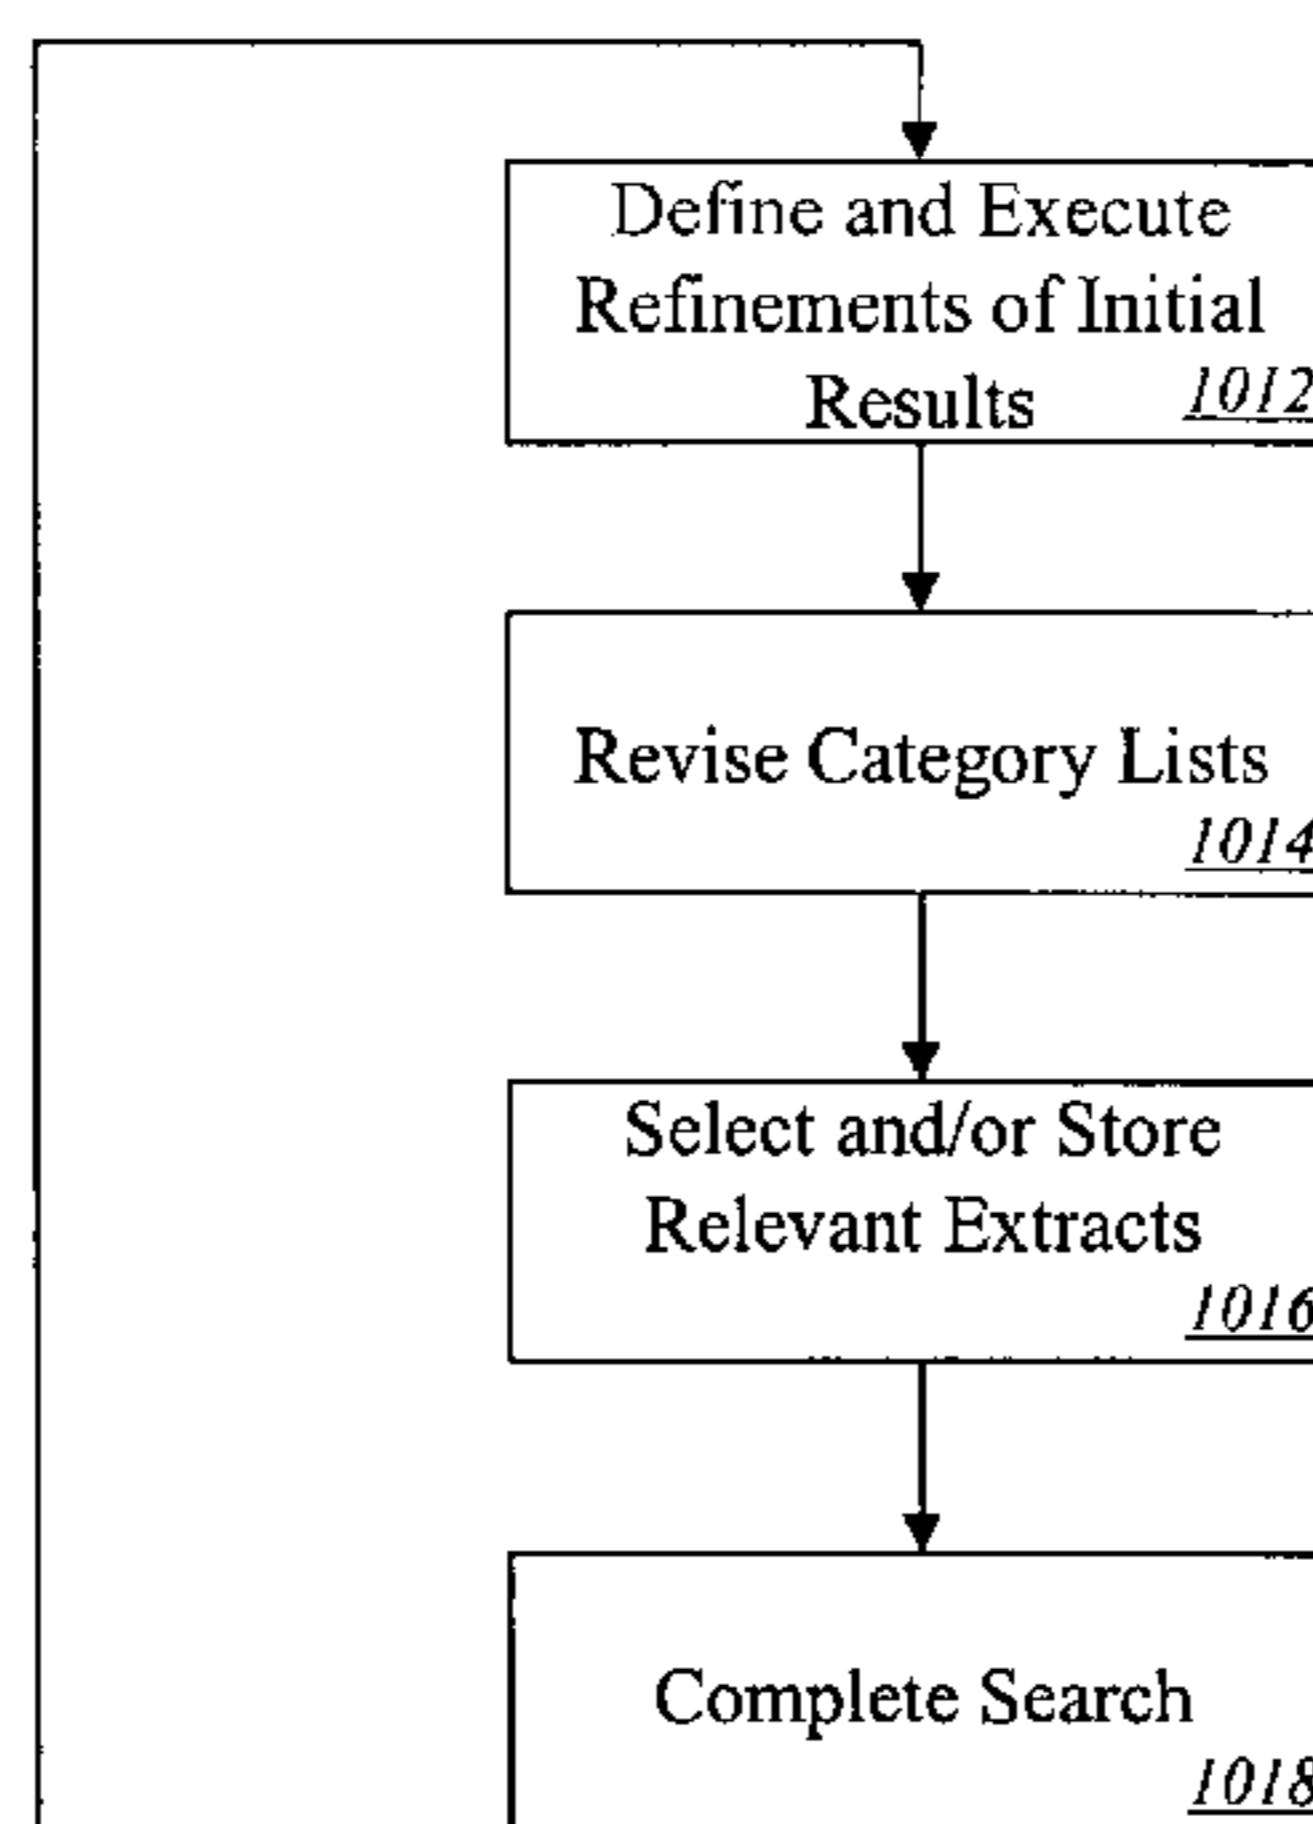 Define and Execute
Refinements of Initial
Results 1012
Revise Category Lists
1014
Select and/or Store
Relevant Extracts
1016
Complete Search
1018